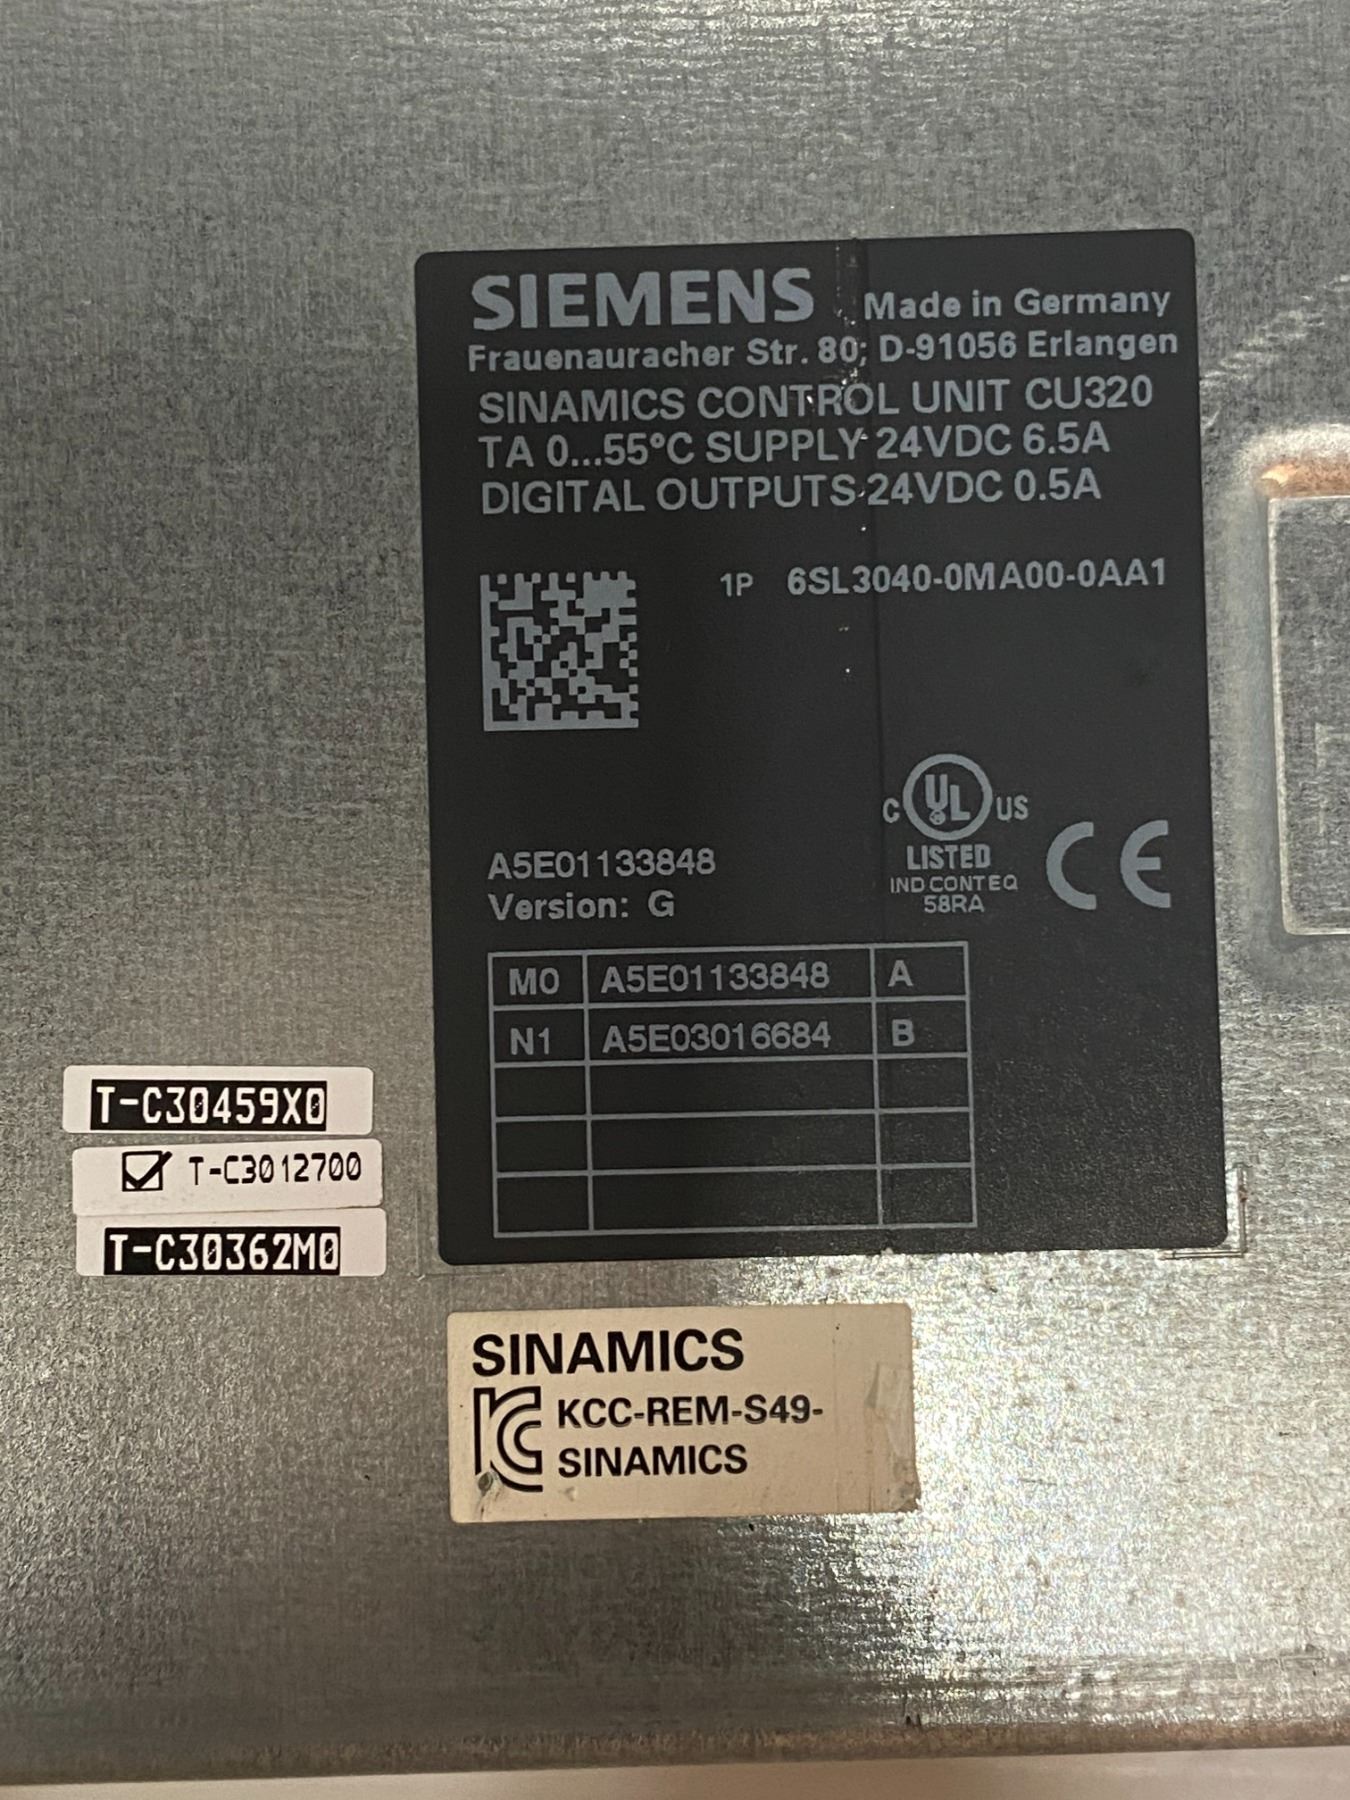 SIEMENS Made in Germany
Frauenauracher Str. 80; D-91056 Erlangen
SINAMICS CONTROL UNIT CU320
TA 0...55°C SUPPLY 24VDC 6.5A
DIGITAL OUTPUTS 24VDC 0.5A
1P 6SL3040-0MA00-0AA1
C UL US
LISTED
IND CONT EQ
58RA
CE
A5E01133848
Version: G
M0 A5E01133848 A
N1 A5E03016684 B
T-C30459X0
T-C3012700
T-C30362M0
SINAMICS
KC KCC-REM-S49-
SINAMICS